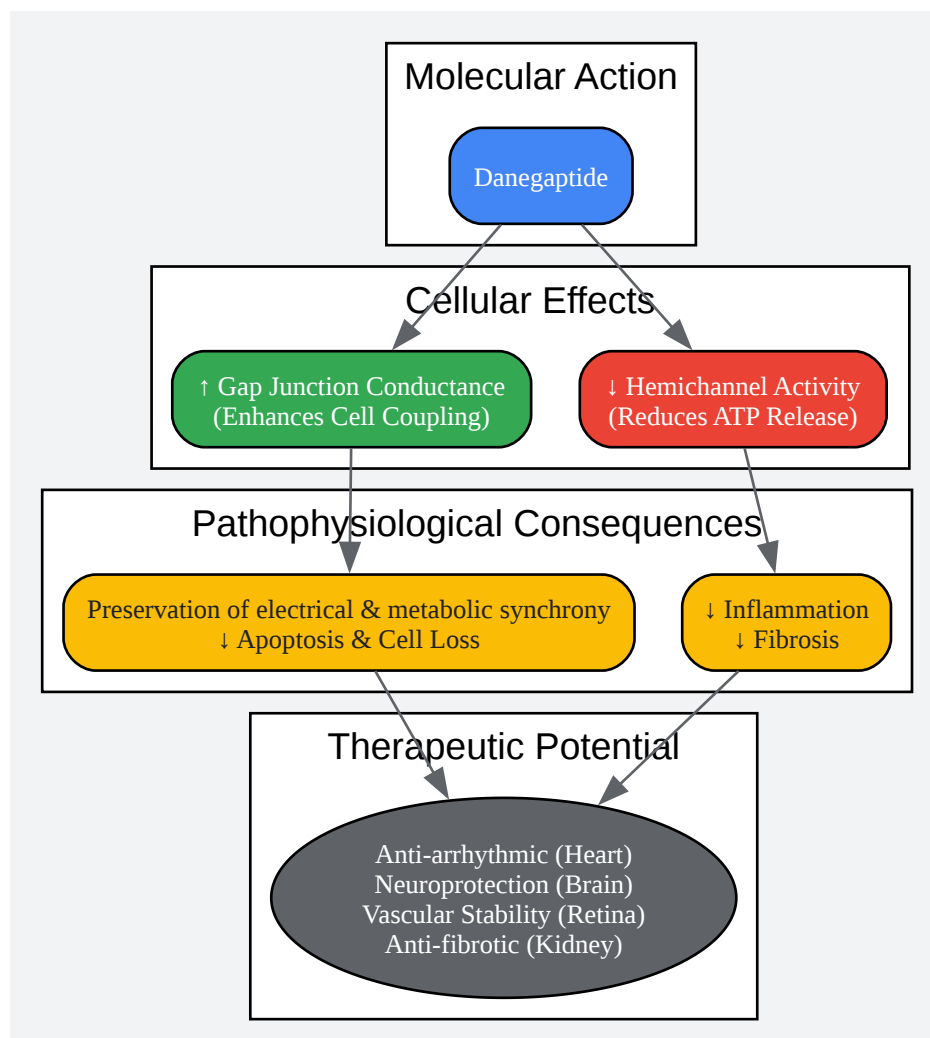 Molecular Action
Danegaptide
Cellular Effects
↑ Gap Junction Conductance
(Enhances Cell Coupling)
↓ Hemichannel Activity
(Reduces ATP Release)
Pathophysiological Consequences
Preservation of electrical & metabolic synchrony
↓ Apoptosis & Cell Loss
↓ Inflammation
↓ Fibrosis
Therapeutic Potential
Anti-arrhythmic (Heart)
Neuroprotection (Brain)
Vascular Stability (Retina)
Anti-fibrotic (Kidney)